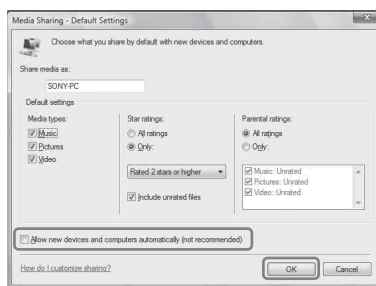 Media Sharing - Default Settings
Choose what you share by default with new devices and computers.
Share media as:
SONY-PC
Default settings
Media types:
Music
Pictures
Video
Star ratings:
All ratings
Only:
Rated 2 stars or higher
Include unrated files
Parental ratings:
All ratings
Only:
Music: Unrated
Pictures: Unrated
Video: Unrated
Allow new devices and computers automatically (not recommended)
How do I customize sharing?
OK
Cancel